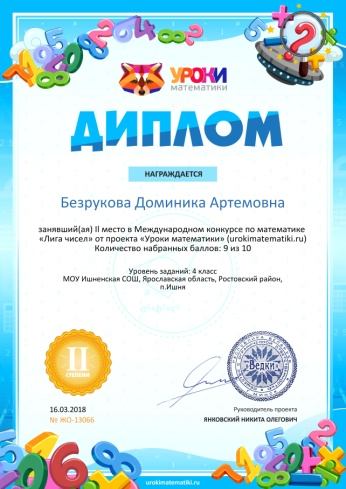 УРОКИ
математики
ДИПЛОМ
НАГРАЖДАЕТСЯ
Безрукова Доминика Артемовна
занявший(ая) II место в Международном конкурсе по математике
«Лига чисел» от проекта «Уроки математики» (urokimatematiki.ru)
Количество набранных баллов: 9 из 10
Уровень заданий: 4 класс
МОУ Ишненская СОШ, Ярославская область, Ростовский район,
п.Ишня
II
СТЕПЕНИ
Ведки
16.03.2018
№ ЖО-13066
Руководитель проекта
ЯНКОВСКИЙ НИКИТА ОЛЕГОВИЧ
urokimatematiki.ru